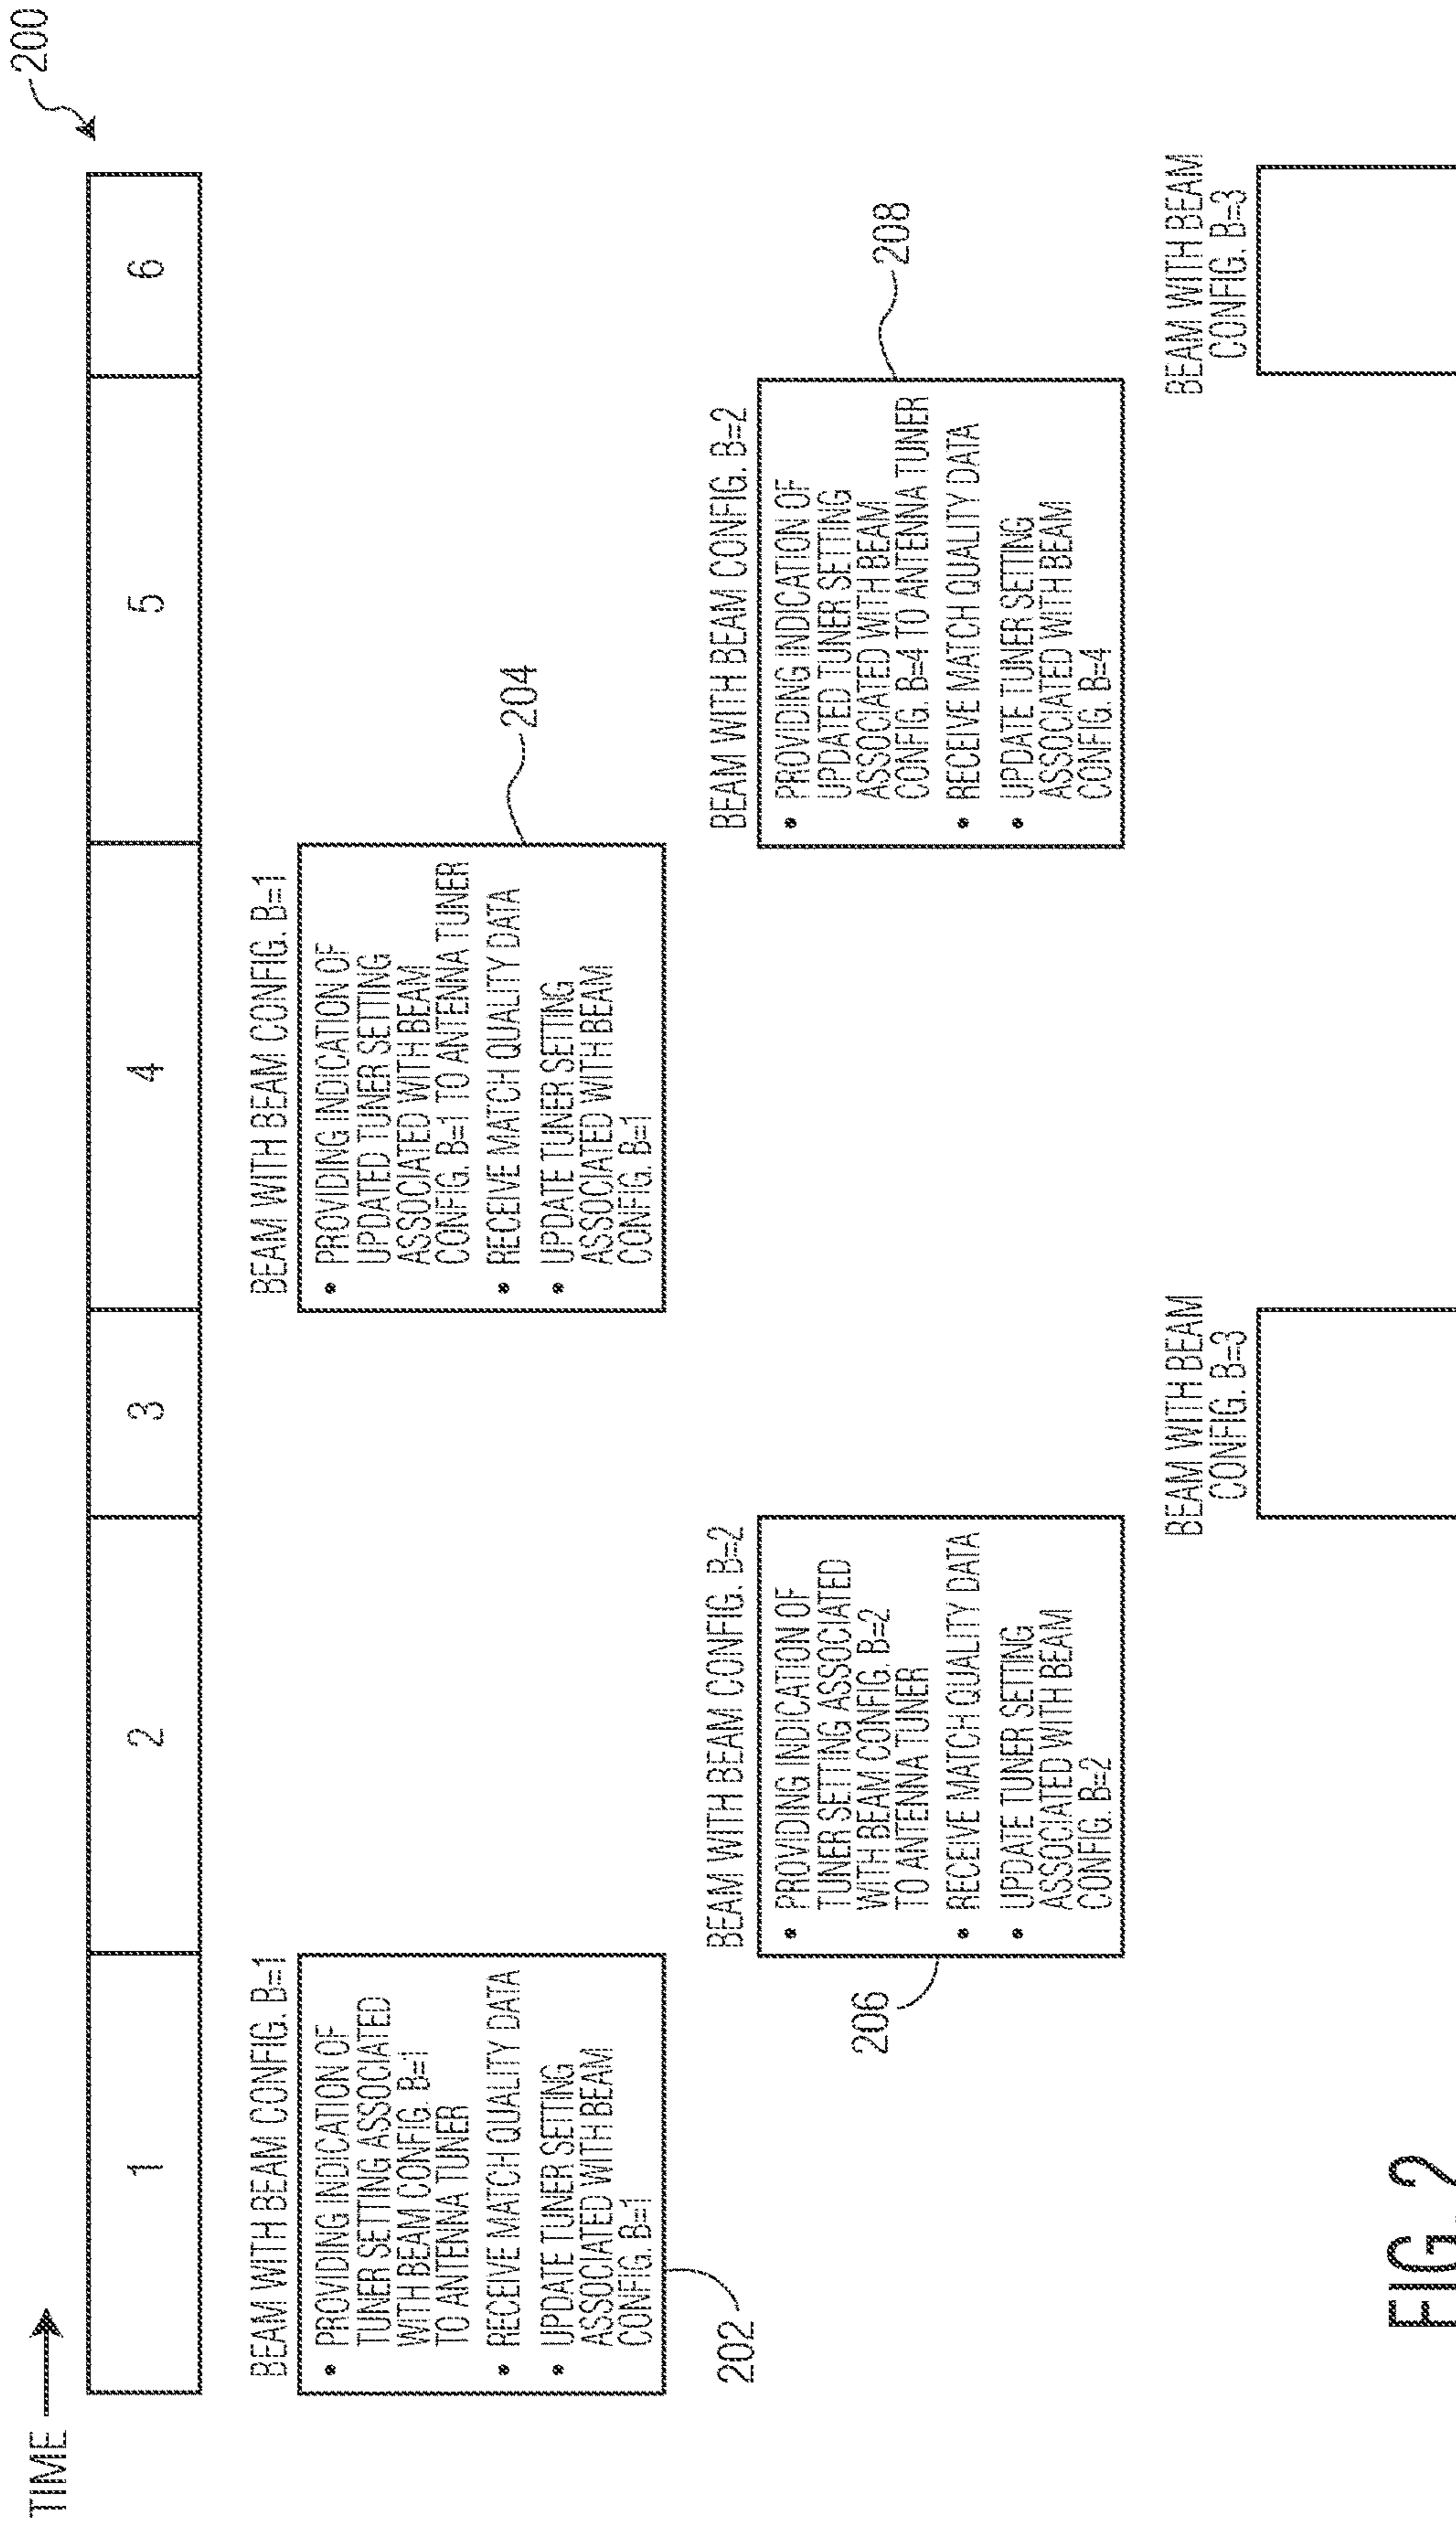 200
TIME
1
2
3
4
5
6
BEAM WITH BEAM CONFIG. B=1
• PROVIDING INDICATION OF
TUNER SETTING ASSOCIATED
WITH BEAM CONFIG. B=1
TO ANTENNA TUNER
• RECEIVE MATCH QUALITY DATA
• UPDATE TUNER SETTING
ASSOCIATED WITH BEAM
CONFIG. B=1
202
BEAM WITH BEAM CONFIG. B=1
• PROVIDING INDICATION OF
UPDATED TUNER SETTING
ASSOCIATED WITH BEAM
CONFIG. B=1 TO ANTENNA TUNER
• RECEIVE MATCH QUALITY DATA
• UPDATE TUNER SETTING
ASSOCIATED WITH BEAM
CONFIG. B=1
204
BEAM WITH BEAM CONFIG. B=2
• PROVIDING INDICATION OF
TUNER SETTING ASSOCIATED
WITH BEAM CONFIG. B=2
TO ANTENNA TUNER
• RECEIVE MATCH QUALITY DATA
• UPDATE TUNER SETTING
ASSOCIATED WITH BEAM
CONFIG. B=2
206
BEAM WITH BEAM CONFIG. B=2
• PROVIDING INDICATION OF
UPDATED TUNER SETTING
ASSOCIATED WITH BEAM
CONFIG. B=4 TO ANTENNA TUNER
• RECEIVE MATCH QUALITY DATA
• UPDATE TUNER SETTING
ASSOCIATED WITH BEAM
CONFIG. B=4
208
BEAM WITH BEAM
CONFIG. B=3
BEAM WITH BEAM
CONFIG. B=3
FIG. 2